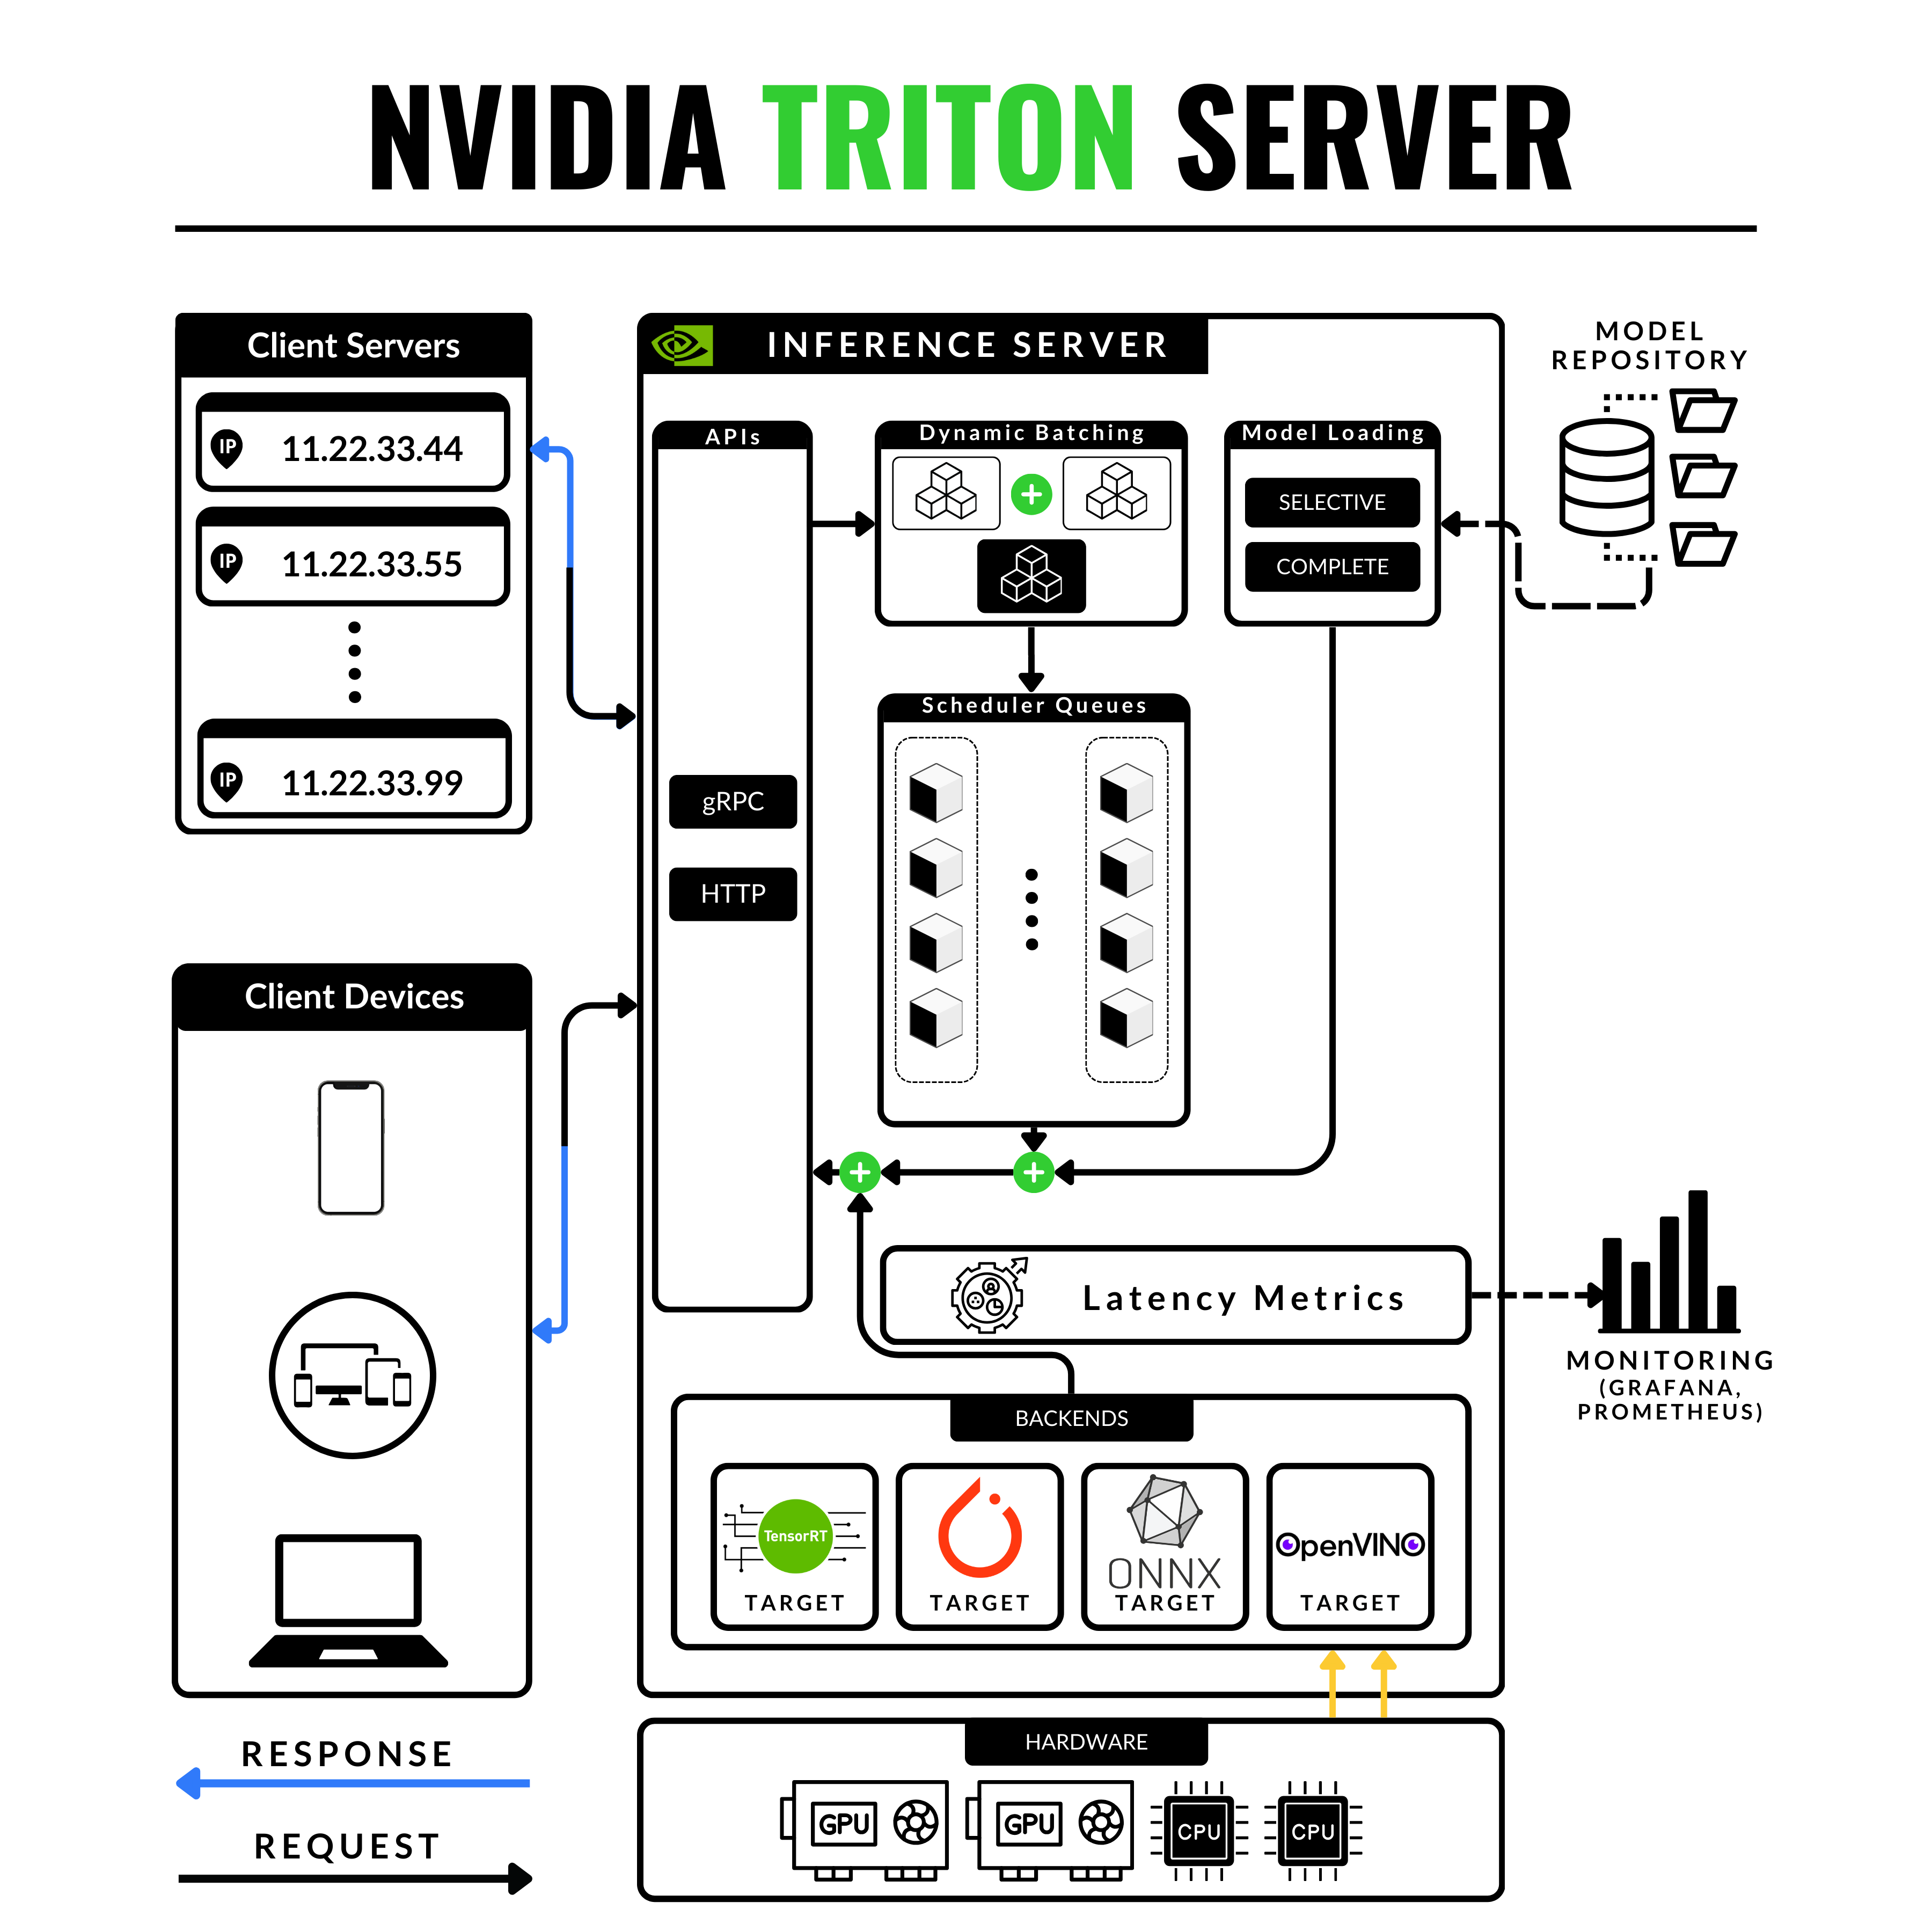 NVIDIA TRITON SERVER
Client Servers
IP 11.22.33.44
IP 11.22.33.55
IP 11.22.33.99
Client Devices
RESPONSE
REQUEST
INFERENCE SERVER
APIs
gRPC
HTTP
Dynamic Batching
Model Loading
SELECTIVE
COMPLETE
Scheduler Queues
Latency Metrics
BACKENDS
TensorRT
TARGET
TARGET
ONNX
TARGET
OpenVINO
TARGET
HARDWARE
GPU
GPU
CPU
CPU
MODEL
REPOSITORY
MONITORING
(GRAFANA,
PROMETHEUS)